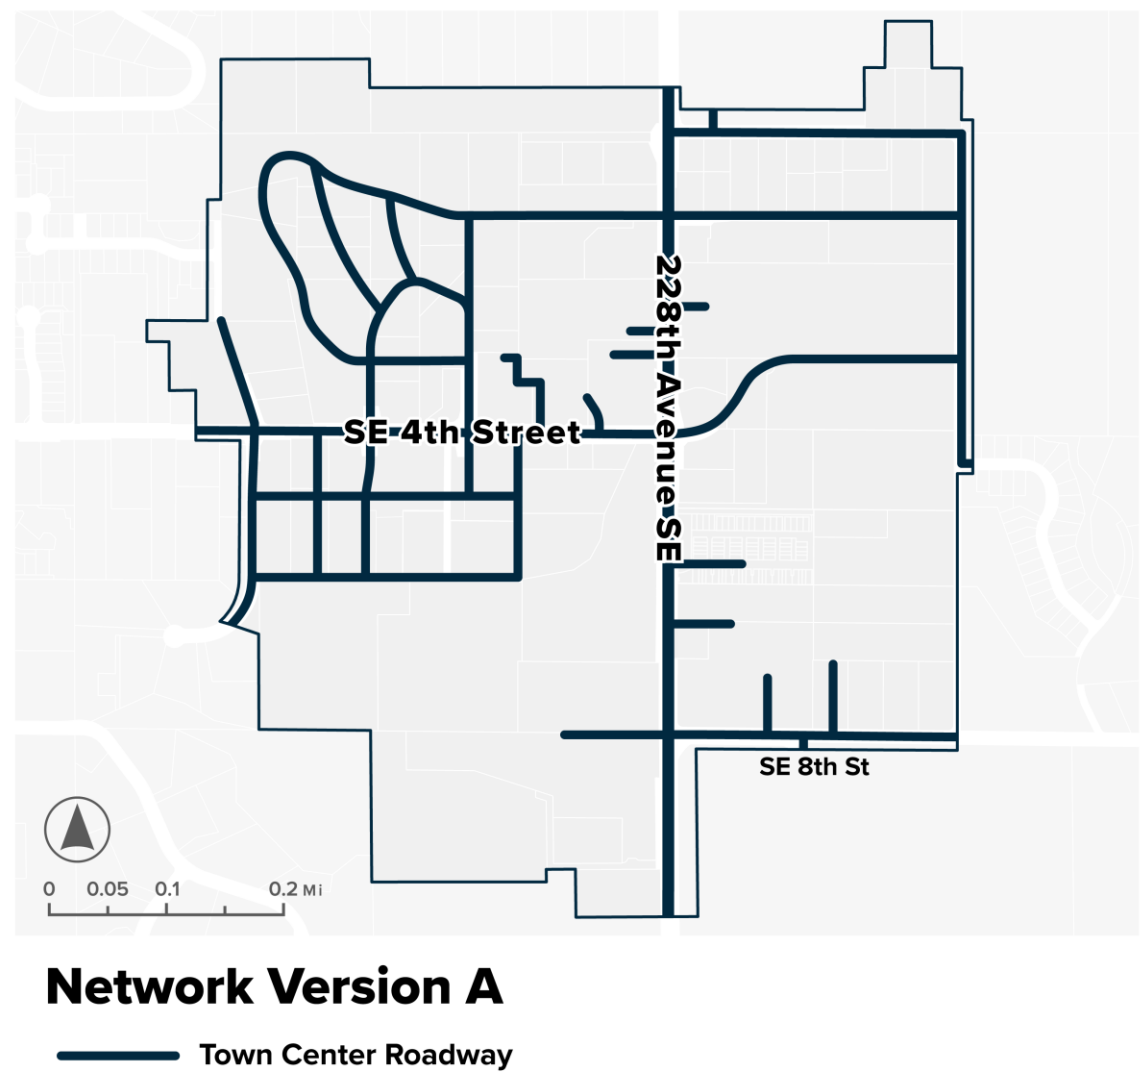 228th Avenue SE
SE 4th Street
SE 8th St
0 0.05 0.1 0.2 Mi
Network Version A
Town Center Roadway